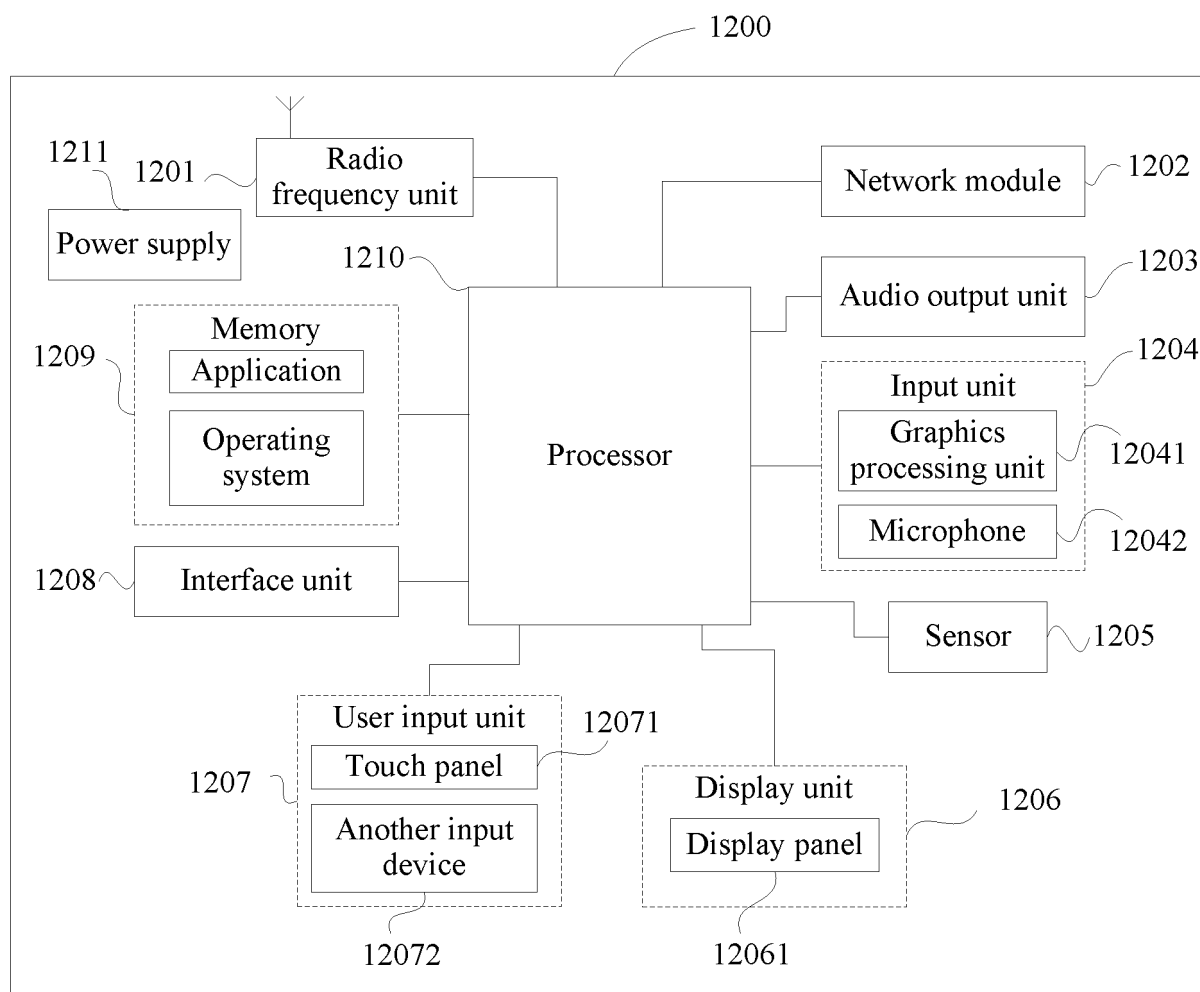 1200
1211
1201
Radio
frequency unit
Network module
1202
Power supply
1210
Audio output unit
1203
Memory
1209
Application
Operating
system
Processor
1204
Input unit
Graphics
processing unit
12041
Microphone
12042
1208
Interface unit
Sensor
1205
User input unit
12071
1207
Touch panel
Another input
device
12072
Display unit
1206
Display panel
12061